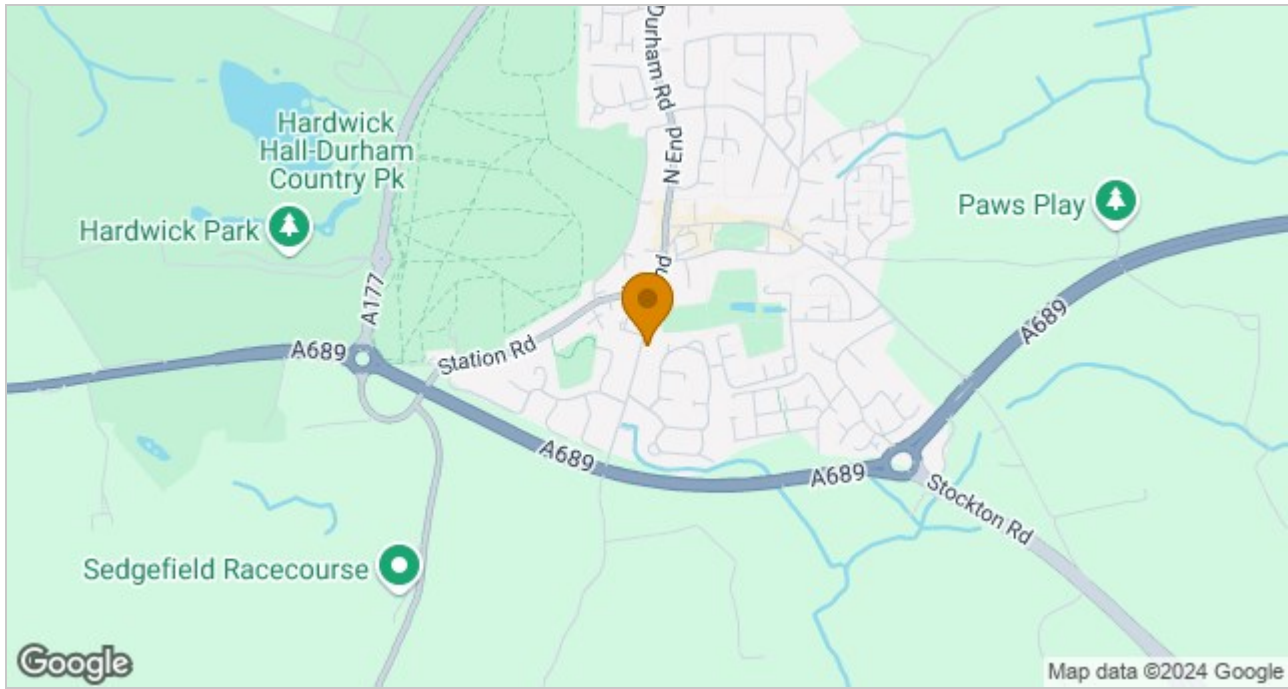 Durham Rd
N End
Hardwick
Hall-Durham
Country Pk
Hardwick Park
Paws Play
A177
A689
A689
Station Rd
A689
A689
Stockton Rd
Sedgefield Racecourse
Google
Map data ©2024 Google